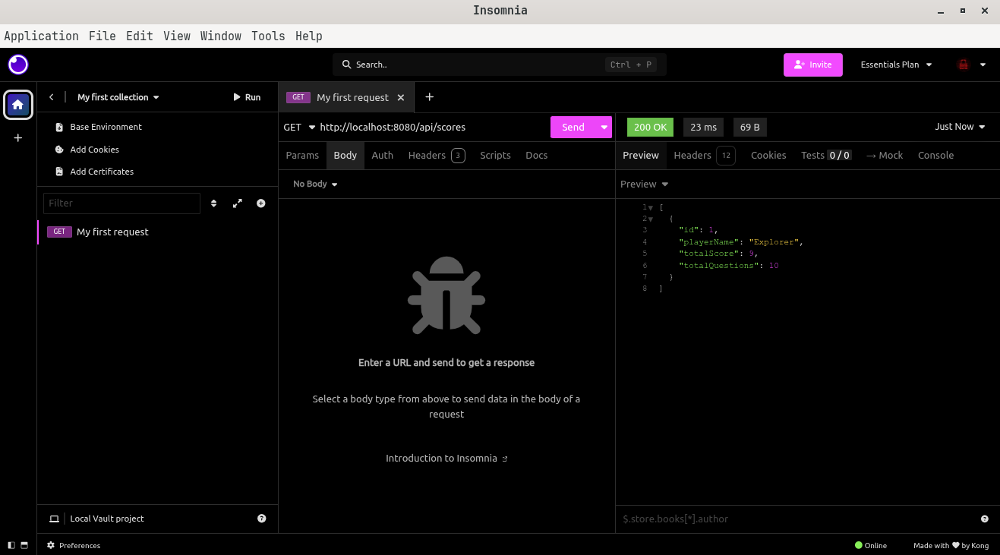 Insomnia
Application File Edit View Window Tools Help
Search.. Ctrl + P
Invite
Essentials Plan
My first collection
Run
GET My first request
Base Environment
Add Cookies
Add Certificates
Filter
GET My first request
GET http://localhost:8080/api/scores Send
Params Body Auth Headers 3 Scripts Docs
No Body
Enter a URL and send to get a response
Select a body type from above to send data in the body of a
request
Introduction to Insomnia
200 OK 23 ms 69 B Just Now
Preview Headers 12 Cookies Tests 0 / 0 → Mock Console
Preview
1 [
2 {
3 "id": 1,
4 "playerName": "Explorer",
5 "totalScore": 9,
6 "totalQuestions": 10
7 }
8 ]
$.store.books[*].author
Local Vault project
Preferences
Online
Made with ♥ by Kong